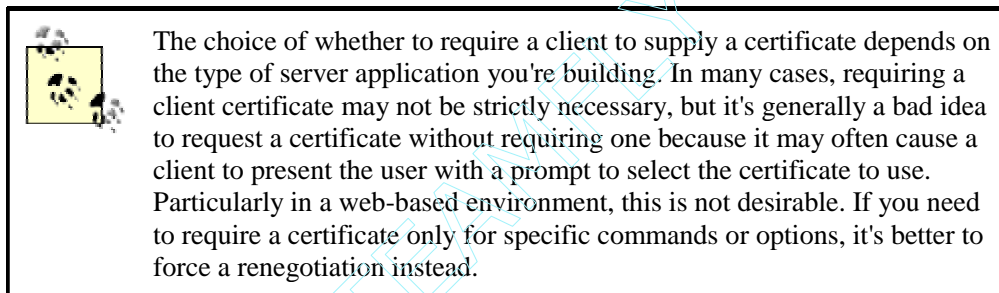 The choice of whether to require a client to supply a certificate depends on
the type of server application you're building. In many cases, requiring a
client certificate may not be strictly necessary, but it's generally a bad idea
to request a certificate without requiring one because it may often cause a
client to present the user with a prompt to select the certificate to use.
Particularly in a web-based environment, this is not desirable. If you need
to require a certificate only for specific commands or options, it's better to
force a renegotiation instead.
TEAMFLY